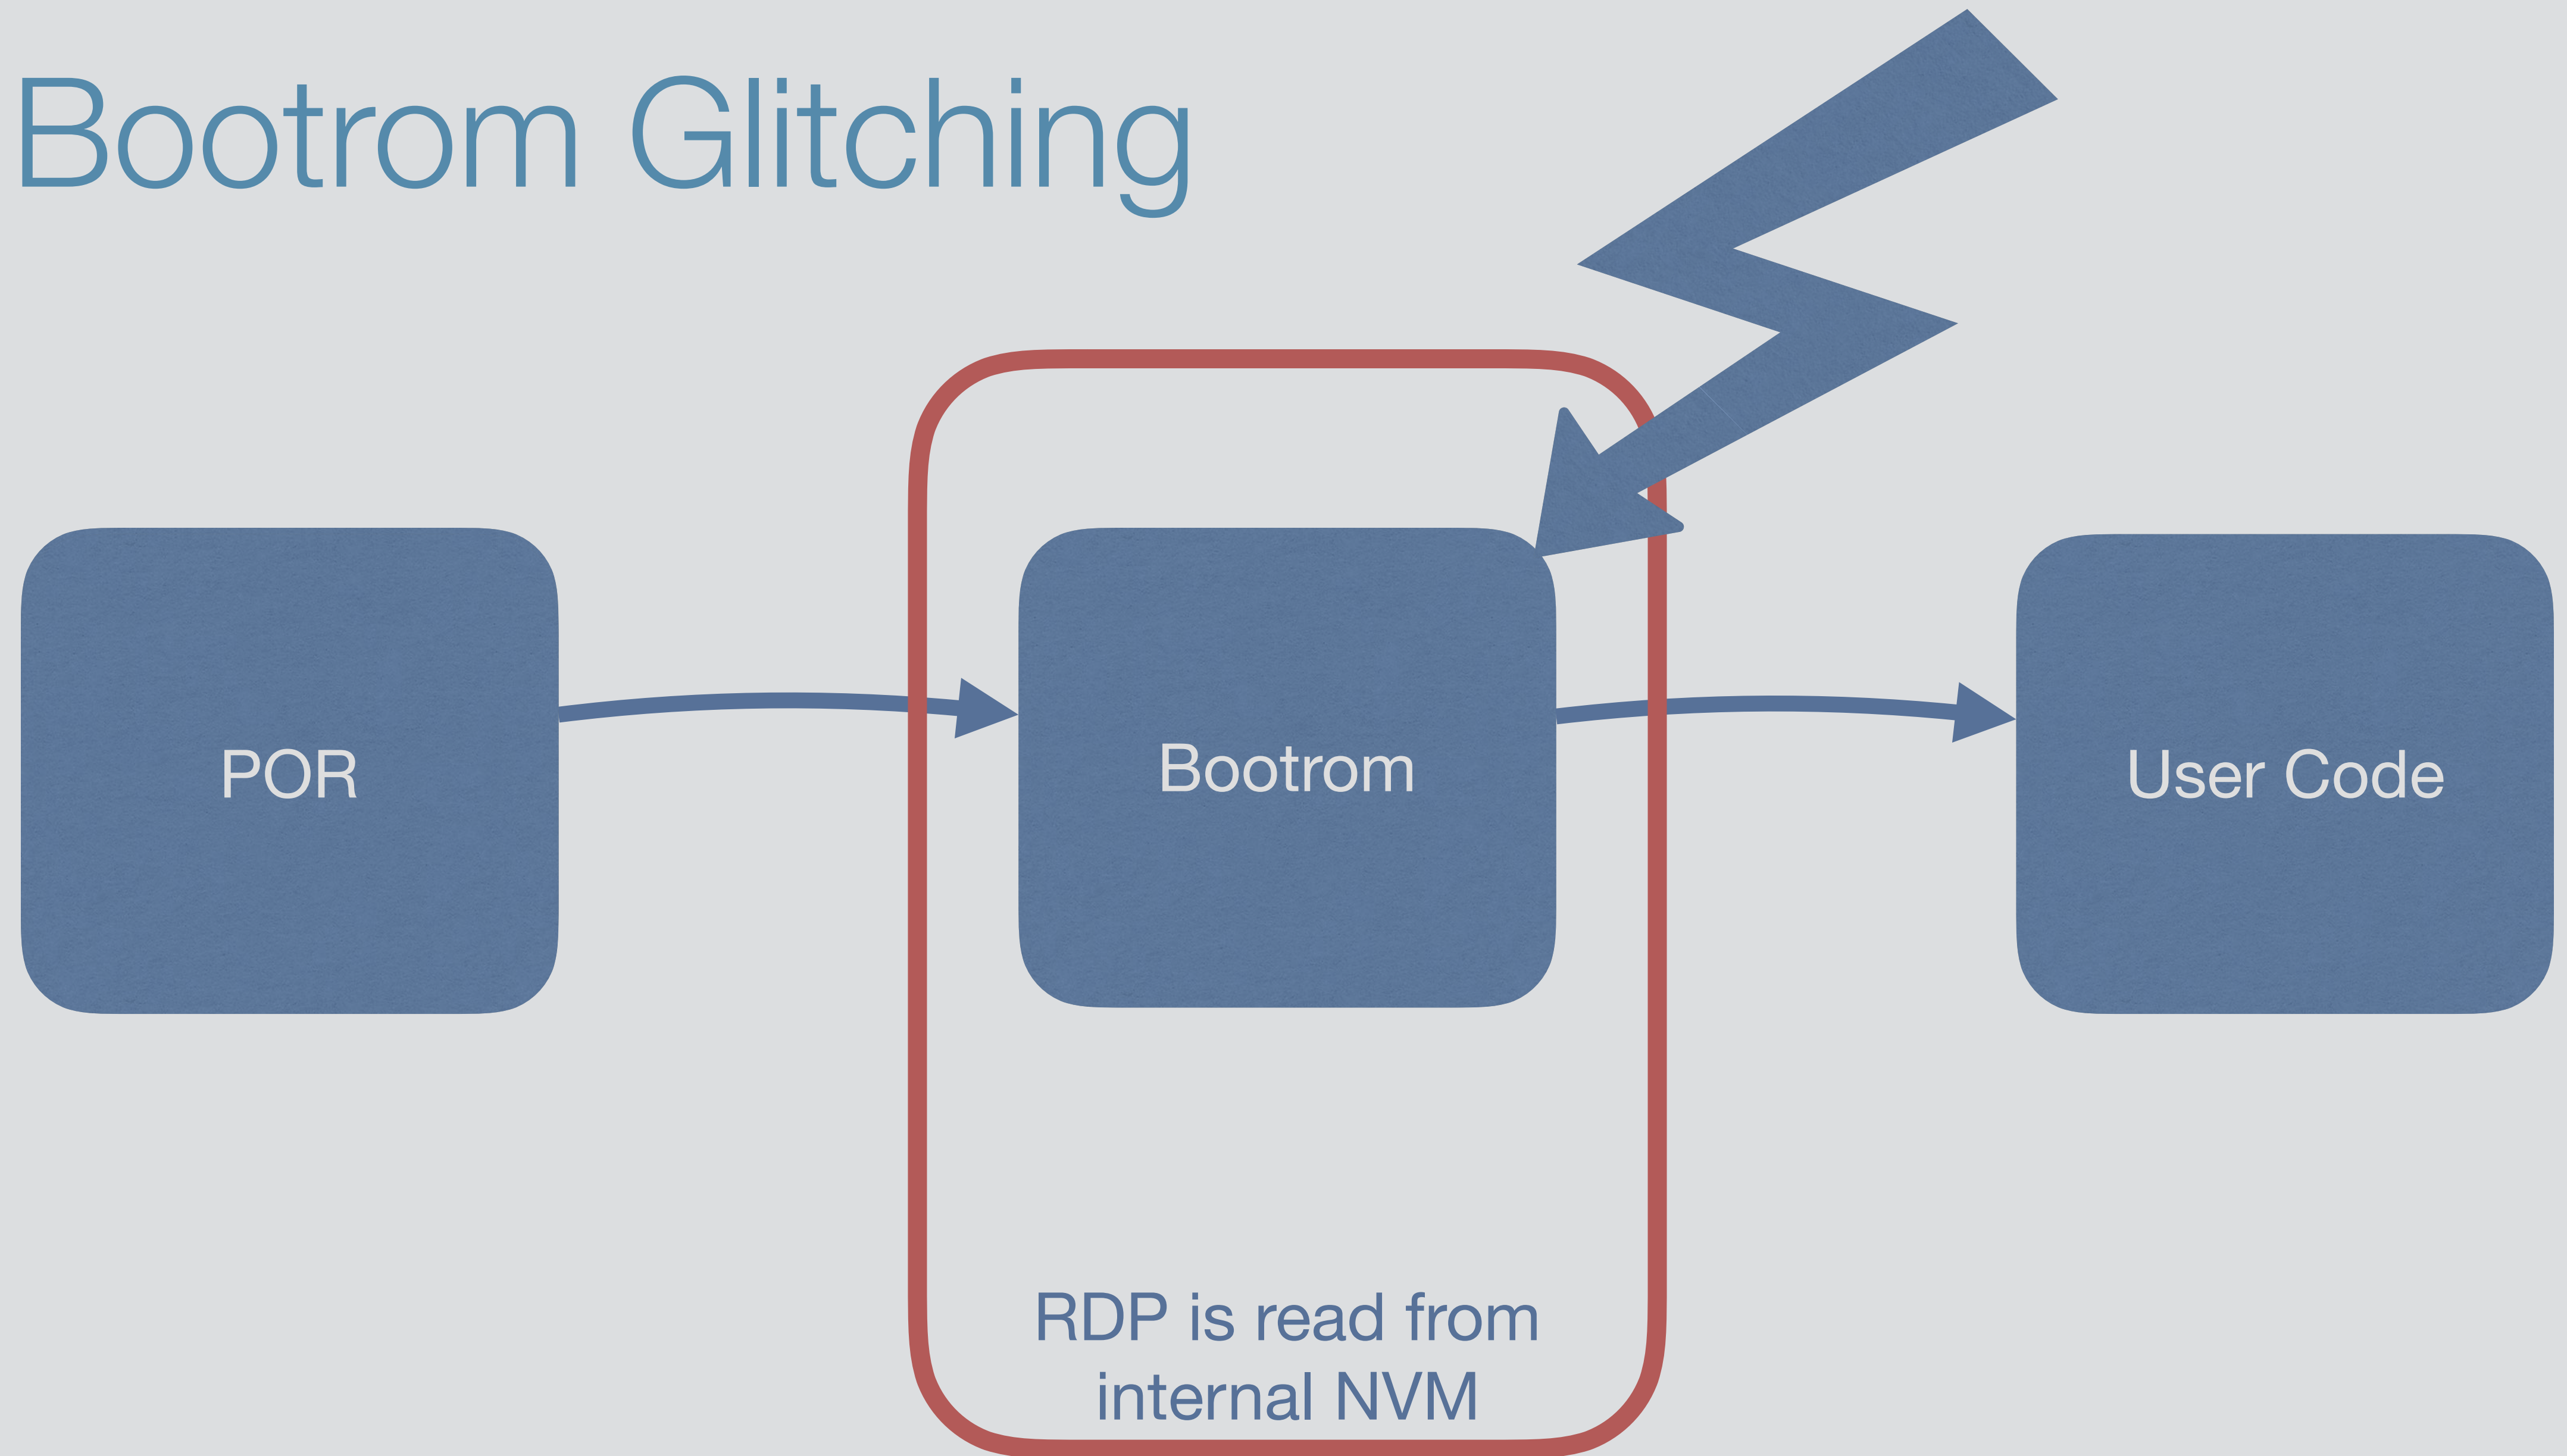 Bootrom Glitching
POR
Bootrom
User Code
RDP is read from
internal NVM